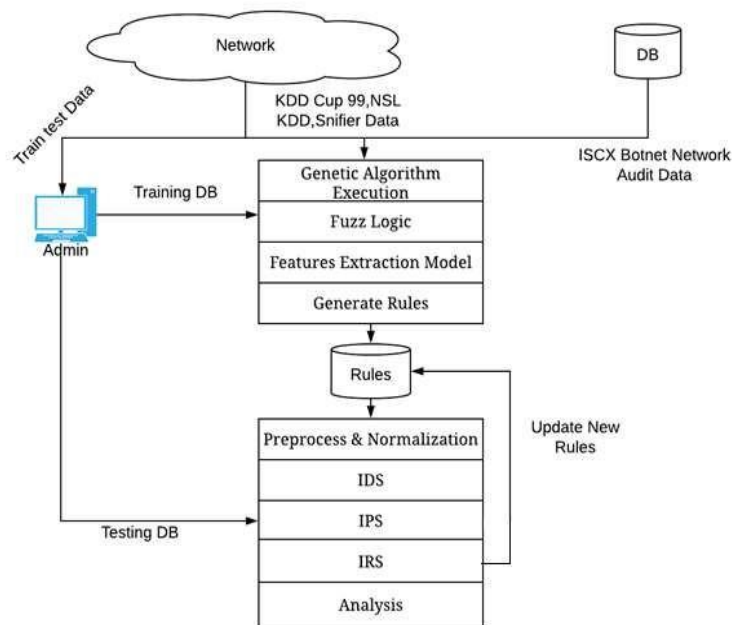 Network
DB
Train test Data
KDD Cup 99,NSL
KDD,Snifier Data
ISCX Botnet Network
Audit Data
Genetic Algorithm
Execution
Training DB
Fuzz Logic
Admin
Features Extraction Model
Generate Rules
Rules
Update New
Rules
Preprocess & Normalization
IDS
IPS
Testing DB
IRS
Analysis